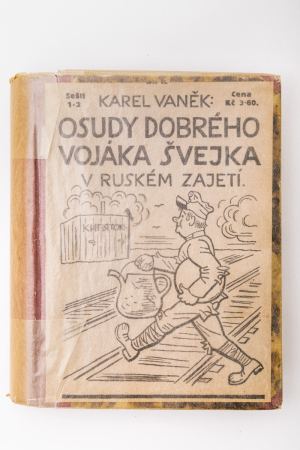 Sešit
1-2
KAREL VANĚK:
Cena
Kč 3·60.
OSUDY DOBRÉHO
VOJÁKA ŠVEJKA
V RUSKÉM ZAJETÍ.